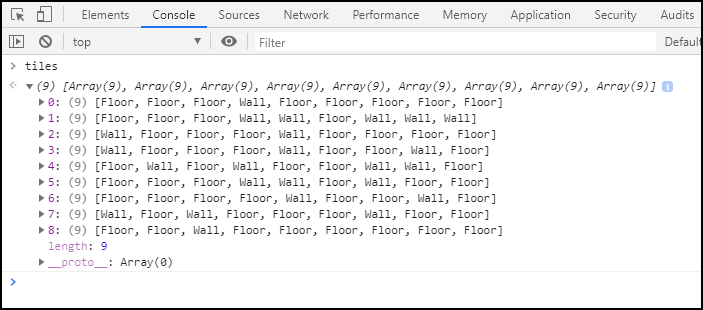 Elements Console Sources Network Performance Memory Application Security Audits
top Filter Default
tiles
(9) [Array(9), Array(9), Array(9), Array(9), Array(9), Array(9), Array(9), Array(9), Array(9)] i
0: (9) [Floor, Floor, Floor, Wall, Floor, Floor, Floor, Floor, Floor]
1: (9) [Floor, Floor, Floor, Wall, Wall, Floor, Wall, Wall, Wall]
2: (9) [Wall, Floor, Floor, Floor, Wall, Floor, Floor, Floor, Floor]
3: (9) [Wall, Floor, Floor, Wall, Wall, Floor, Floor, Wall, Floor]
4: (9) [Floor, Wall, Floor, Wall, Floor, Floor, Wall, Wall, Floor]
5: (9) [Floor, Floor, Floor, Wall, Wall, Floor, Wall, Floor, Floor]
6: (9) [Floor, Floor, Floor, Floor, Wall, Floor, Floor, Wall, Floor]
7: (9) [Wall, Floor, Wall, Floor, Floor, Floor, Wall, Floor, Floor]
8: (9) [Floor, Floor, Wall, Floor, Floor, Floor, Floor, Floor, Floor]
length: 9
__proto__: Array(0)